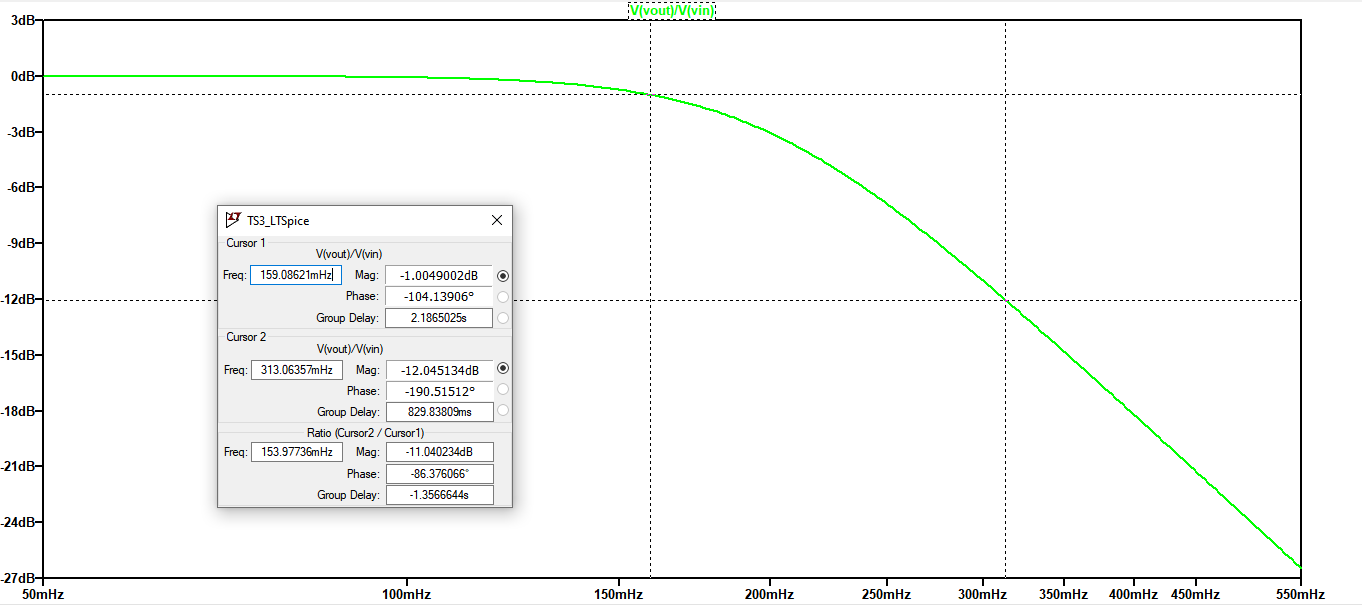 V(vout)/V(vin)
3dB
0dB
-3dB
-6dB
-9dB
-12dB
-15dB
-18dB
-21dB
-24dB
-27dB
TS3_LTSpice
Cursor 1
V(vout)/V(vin)
Freq: 159.08621mHz Mag: -1.0049002dB
Phase: -104.13906°
Group Delay: 2.1865025s
Cursor 2
V(vout)/V(vin)
Freq: 313.06357mHz Mag: -12.045134dB
Phase: -190.51512°
Group Delay: 829.83809ms
Ratio (Cursor2 / Cursor1)
Freq: 153.97736mHz Mag: -11.040234dB
Phase: -86.376066°
Group Delay: -1.3566644s
50mHz 100mHz 150mHz 200mHz 250mHz 300mHz 350mHz 400mHz 450mHz 550mHz